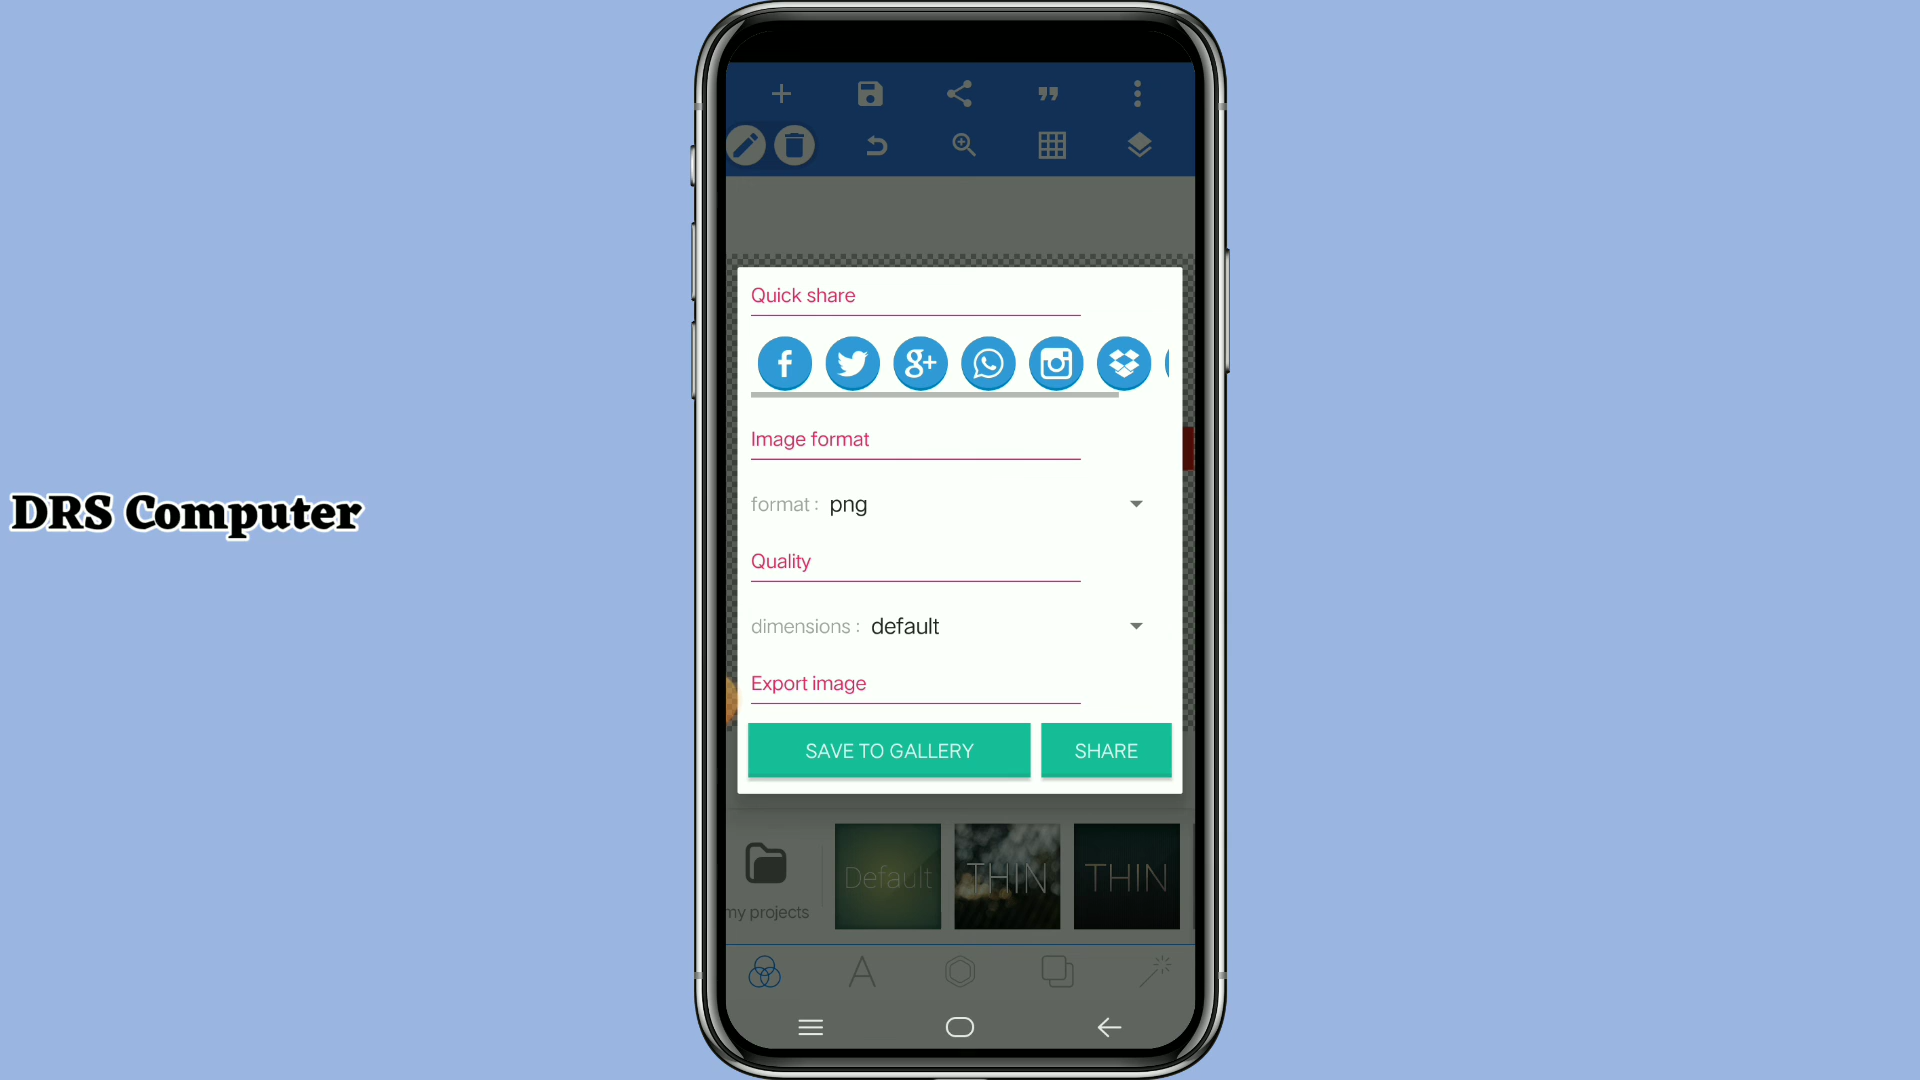 Quick share
Image format
format : png
Quality
dimensions : default
Export image
SAVE TO GALLERY
SHARE
DRS Computer
Default
THIN
THIN
my projects